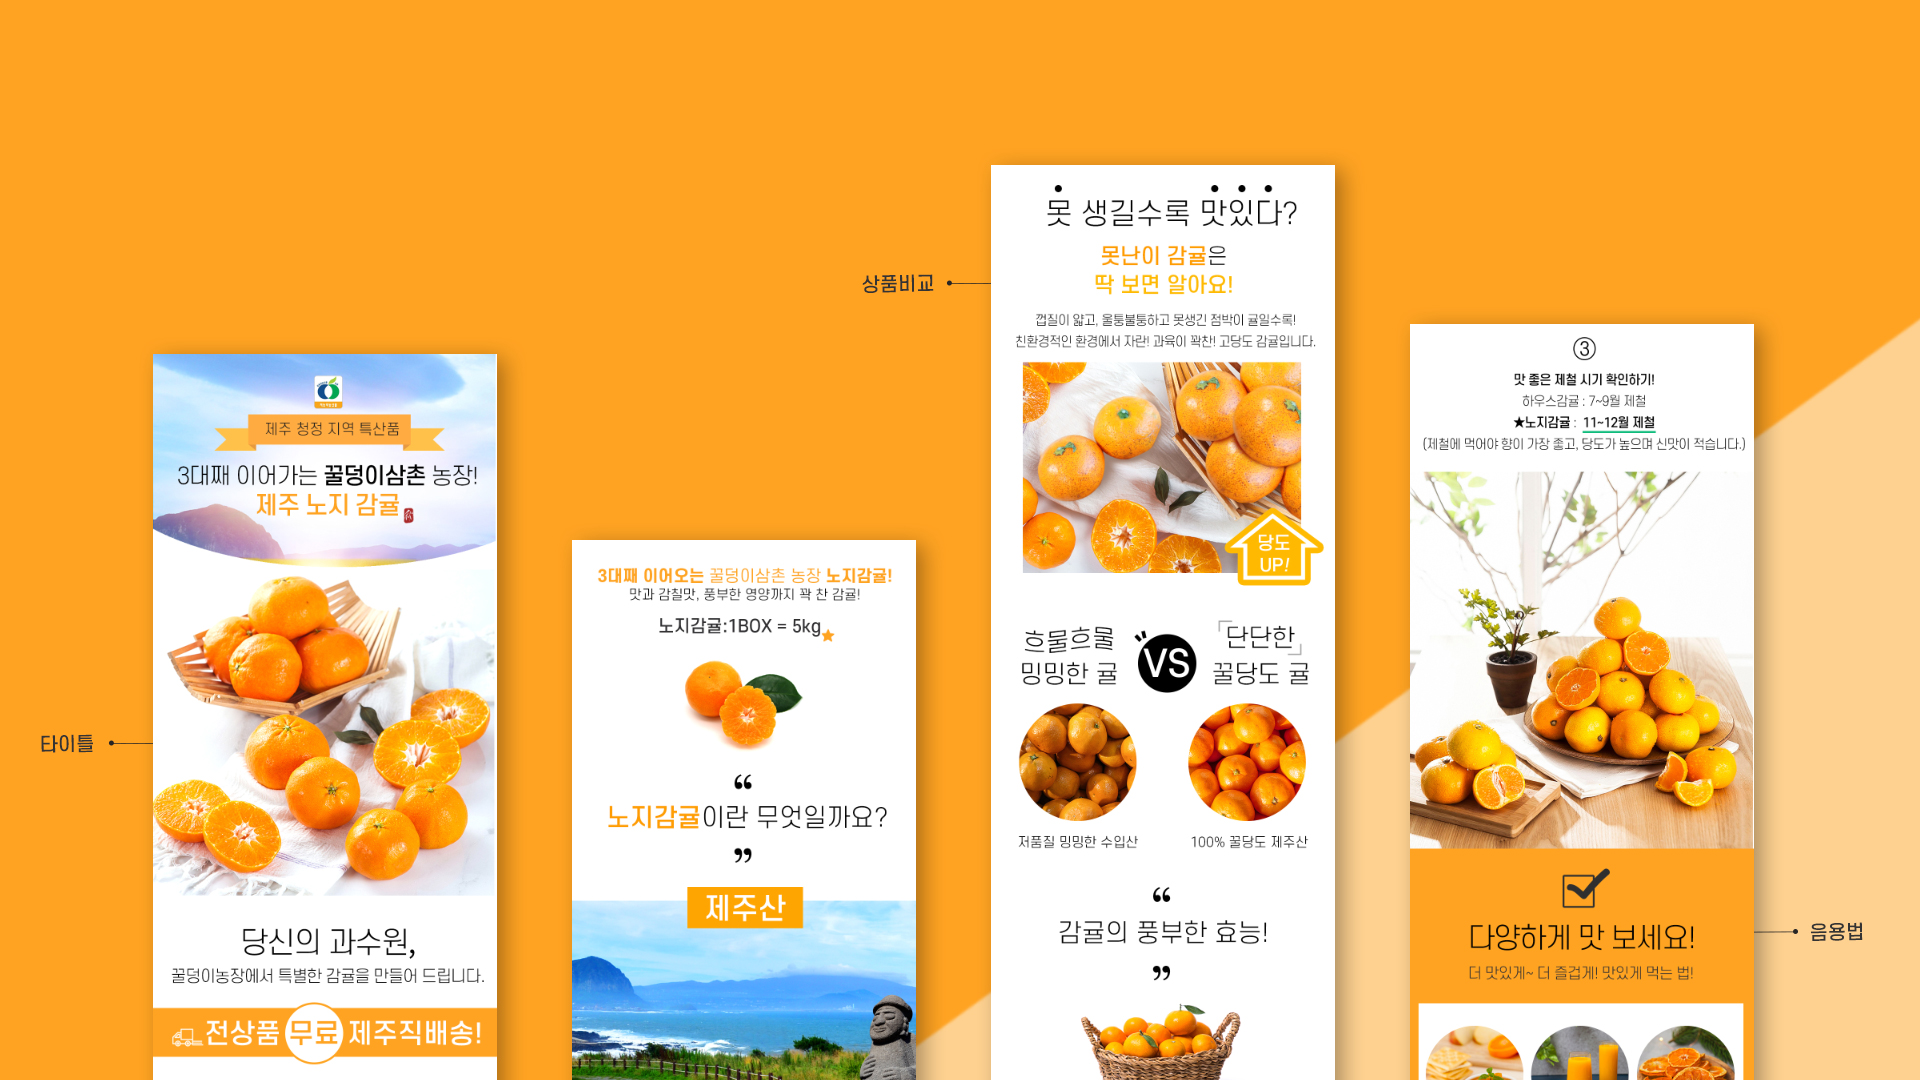 타이틀
제주 청정 지역 특산품
3대째 이어가는 꿀덩이삼촌 농장!
제주 노지 감귤
당신의 과수원,
꿀덩이농장에서 특별한 감귤을 만들어 드립니다.
전상품 무료 제주직배송!
3대째 이어오는 꿀덩이삼촌 농장 노지감귤!
맛과 감칠맛, 풍부한 영양까지 꽉 찬 감귤!
노지감귤:1BOX = 5kg
“
노지감귤이란 무엇일까요?
”
제주산
상품비교
못 생길수록 맛있다?
못난이 감귤은
딱 보면 알아요!
껍질이 얇고, 울퉁불퉁하고 못생긴 점박이 귤일수록!
친환경적인 환경에서 자란! 과육이 꽉찬! 고당도 감귤입니다.
당도
UP!
흐물흐물
밍밍한 귤
VS
「단단한」
꿀당도 귤
저품질 밍밍한 수입산
100% 꿀당도 제주산
“
감귤의 풍부한 효능!
”
③
맛 좋은 제철 시기 확인하기!
하우스감귤 : 7~9월 제철
★노지감귤 : 11~12월 제철
(제철에 먹어야 향이 가장 좋고, 당도가 높으며 신맛이 적습니다.)
다양하게 맛 보세요!
더 맛있게~ 더 즐겁게! 맛있게 먹는 법!
음용법